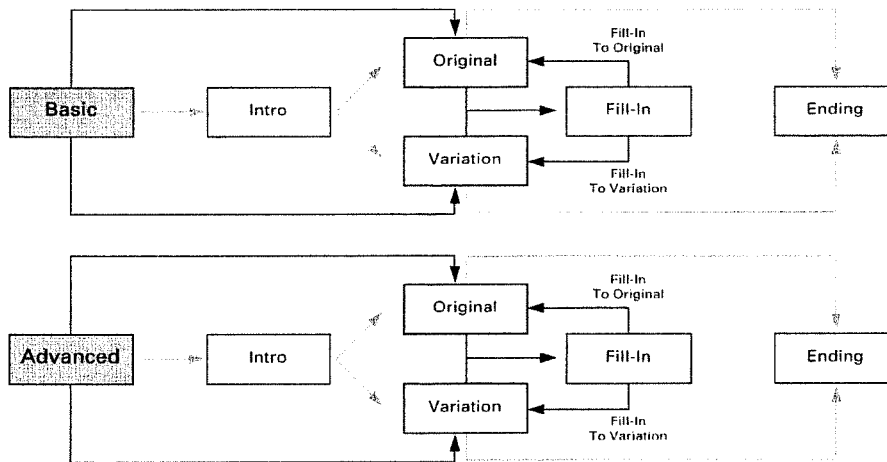 Fill-In
To Original
Original
Basic
Intro
Fill-In
Ending
Variation
Fill-In
To Variation
Fill-In
To Original
Original
Advanced
Intro
Fill-In
Ending
Variation
Fill-In
To Variation